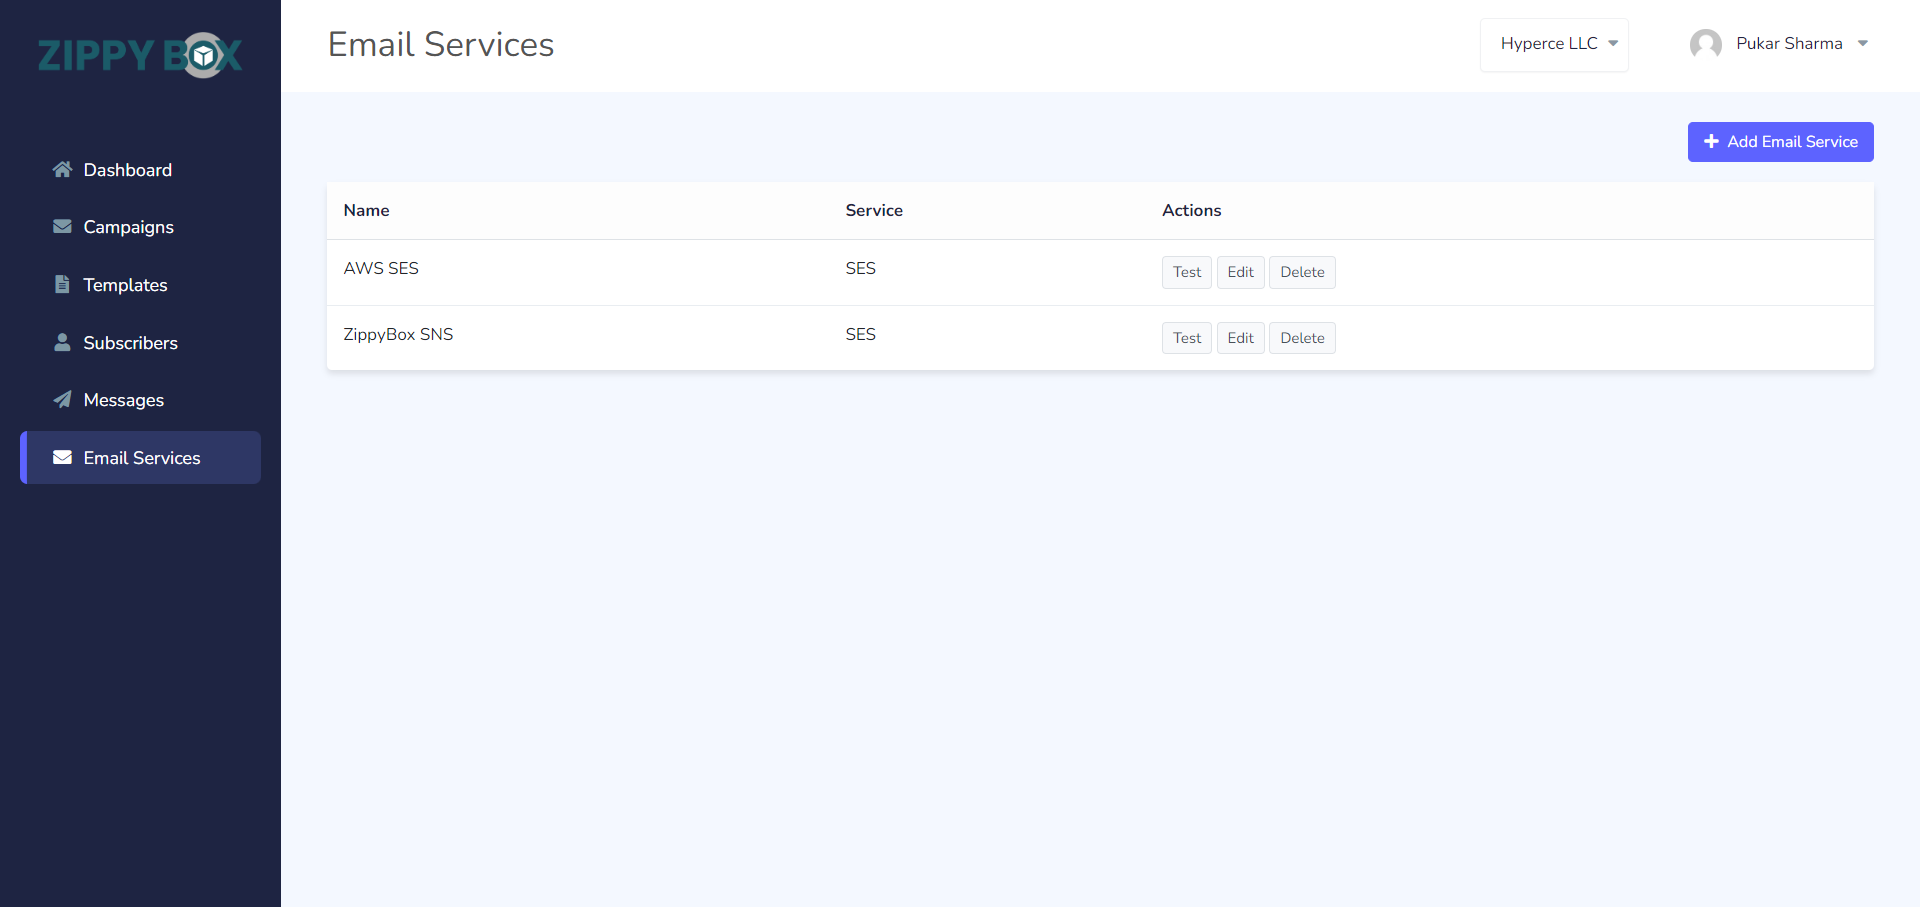 ZIPPY BOX
Email Services
Hyperce LLC
Pukar Sharma
Dashboard
Campaigns
Templates
Subscribers
Messages
Email Services
Add Email Service
Name Service Actions
AWS SES SES Test Edit Delete
ZippyBox SNS SES Test Edit Delete